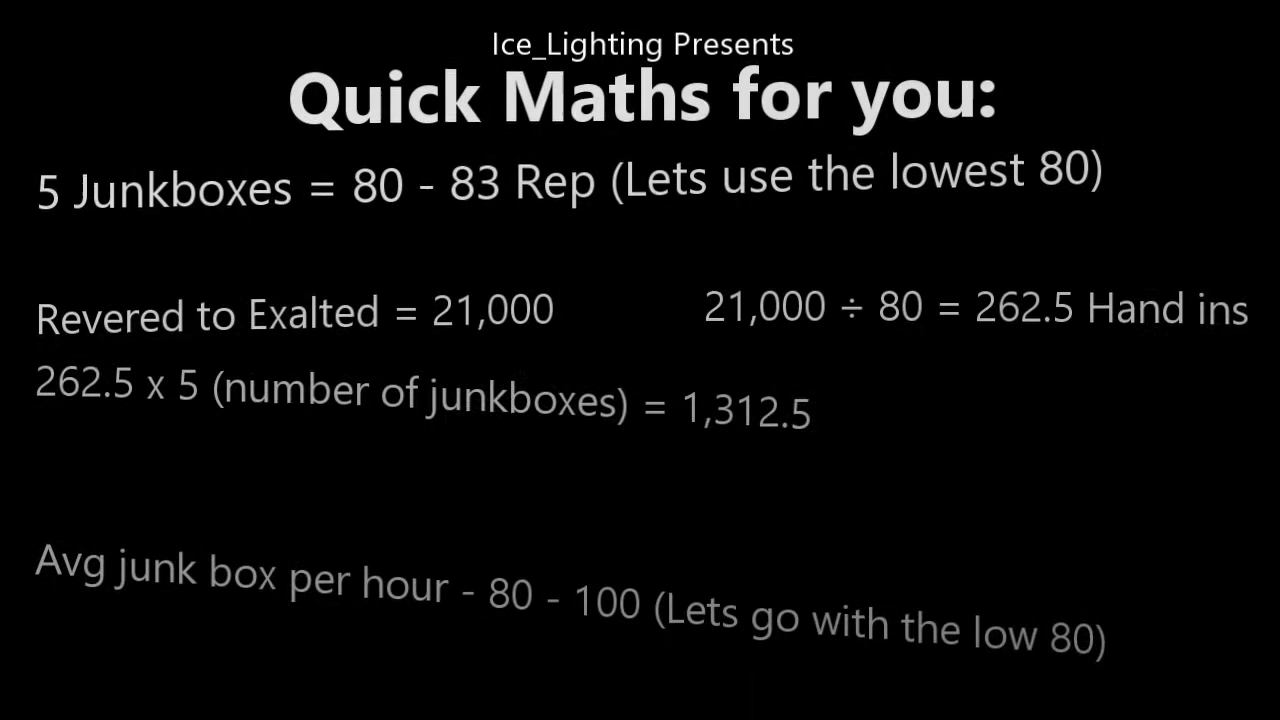 Ice_Lighting Presents
Quick Maths for you:
5 Junkboxes = 80 - 83 Rep (Lets use the lowest 80)
Revered to Exalted = 21,000
21,000 ÷ 80 = 262.5 Hand ins
262.5 x 5 (number of junkboxes) = 1,312.5
Avg junk box per hour - 80 - 100 (Lets go with the low 80)